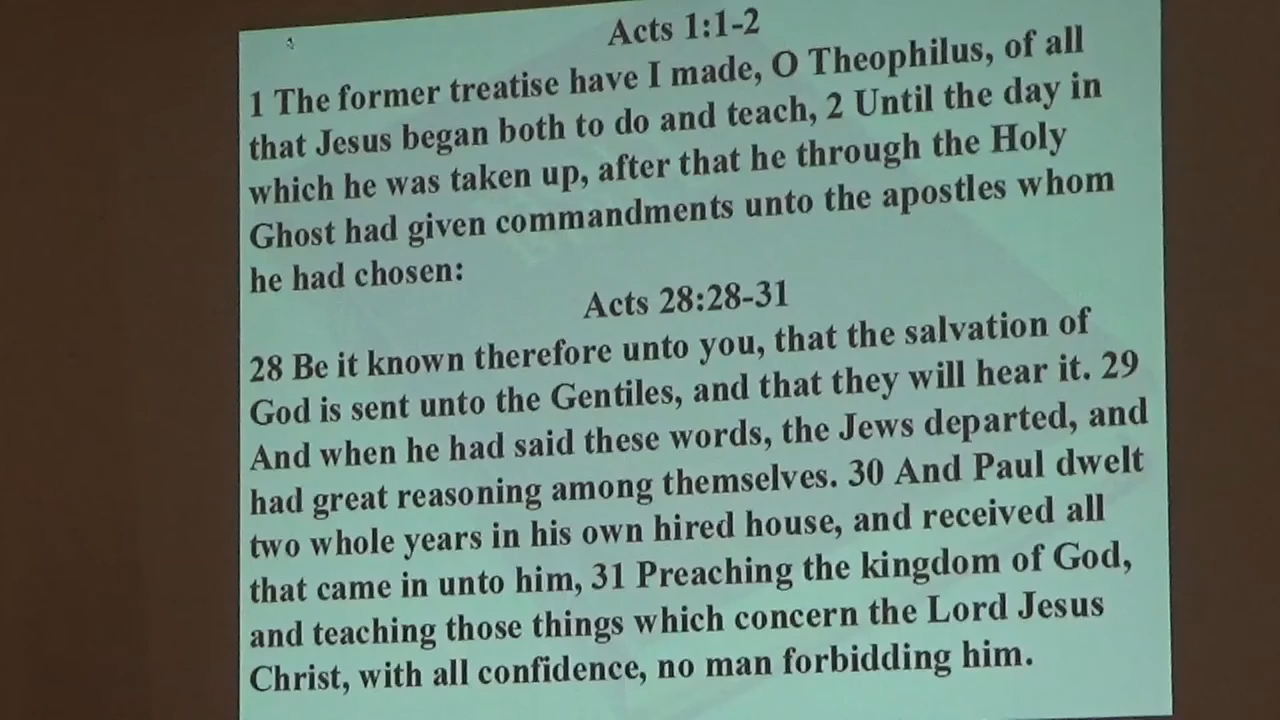 Acts 1:1-2
1 The former treatise have I made, O Theophilus, of all
that Jesus began both to do and teach, 2 Until the day in
which he was taken up, after that he through the Holy
Ghost had given commandments unto the apostles whom
he had chosen:
Acts 28:28-31
28 Be it known therefore unto you, that the salvation of
God is sent unto the Gentiles, and that they will hear it. 29
And when he had said these words, the Jews departed, and
had great reasoning among themselves. 30 And Paul dwelt
two whole years in his own hired house, and received all
that came in unto him, 31 Preaching the kingdom of God,
and teaching those things which concern the Lord Jesus
Christ, with all confidence, no man forbidding him.